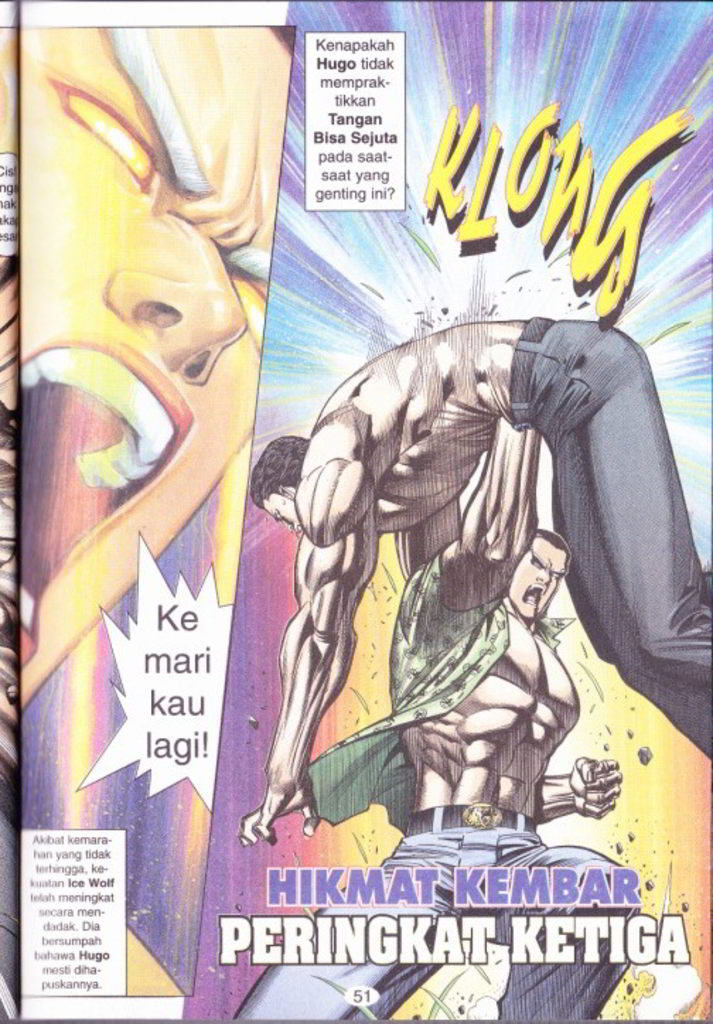 Kenapakah
Hugo tidak
memprak-
tikkan
Tangan
Bisa Sejuta
pada saat-
saat yang
genting ini?
KLONG
Ke
mari
kau
lagi!
Akibat kemara-
han yang tidak
terhingga, ke-
kuatan Ice Wolf
telah meningkat
secara men-
dadak. Dia
bersumpah
bahawa Hugo
mesti diha-
puskannya.
HIKMAT KEMBAR
PERINGKAT KETIGA
51